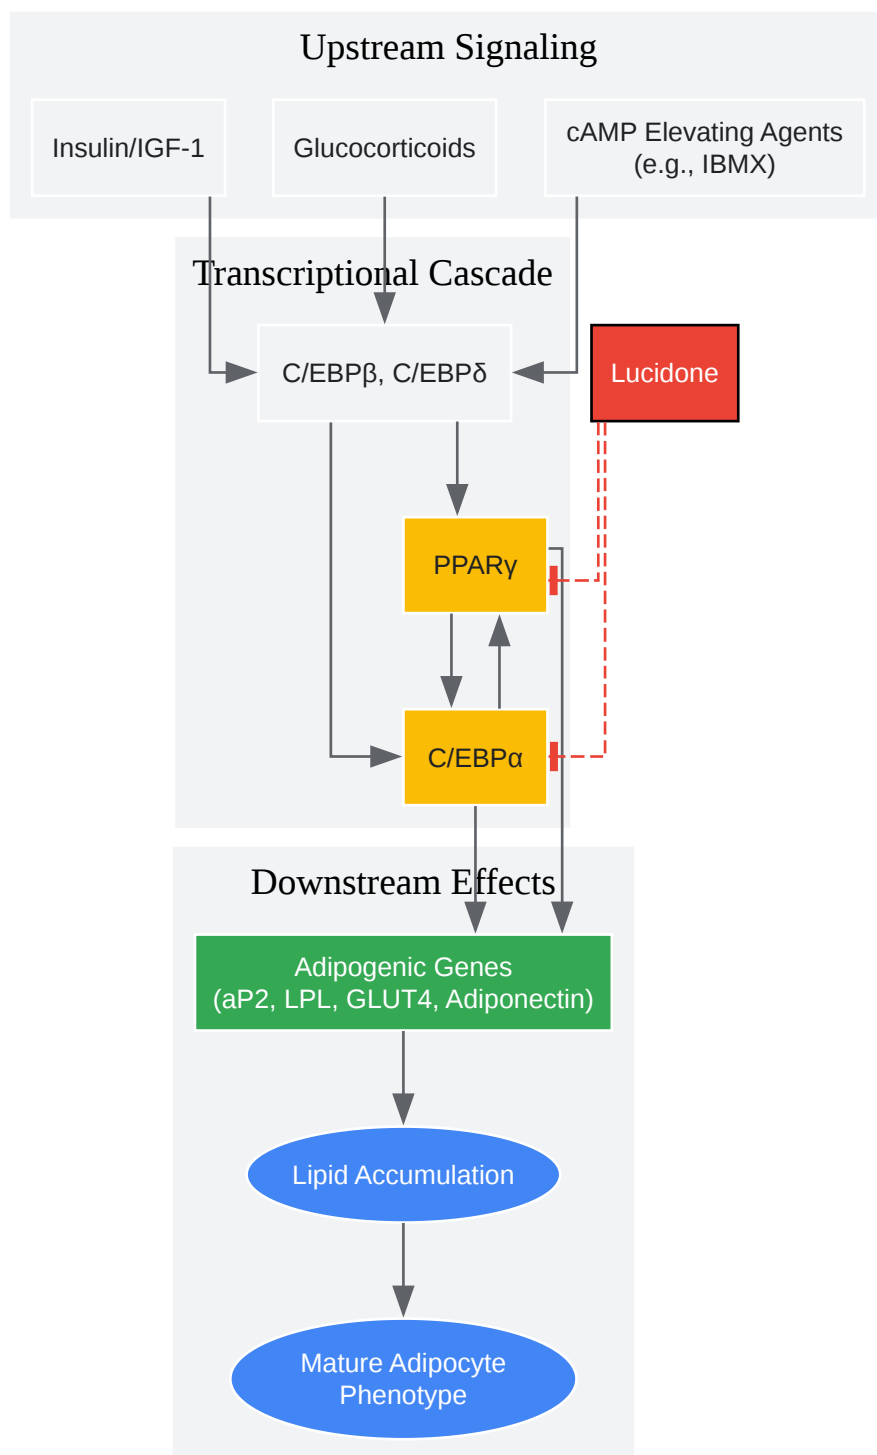 Upstream Signaling
Insulin/IGF-1
Glucocorticoids
cAMP Elevating Agents
(e.g., IBMX)
Transcriptional Cascade
C/EBPβ, C/EBPδ
Lucidone
PPARγ
C/EBPα
Downstream Effects
Adipogenic Genes
(aP2, LPL, GLUT4, Adiponectin)
Lipid Accumulation
Mature Adipocyte
Phenotype